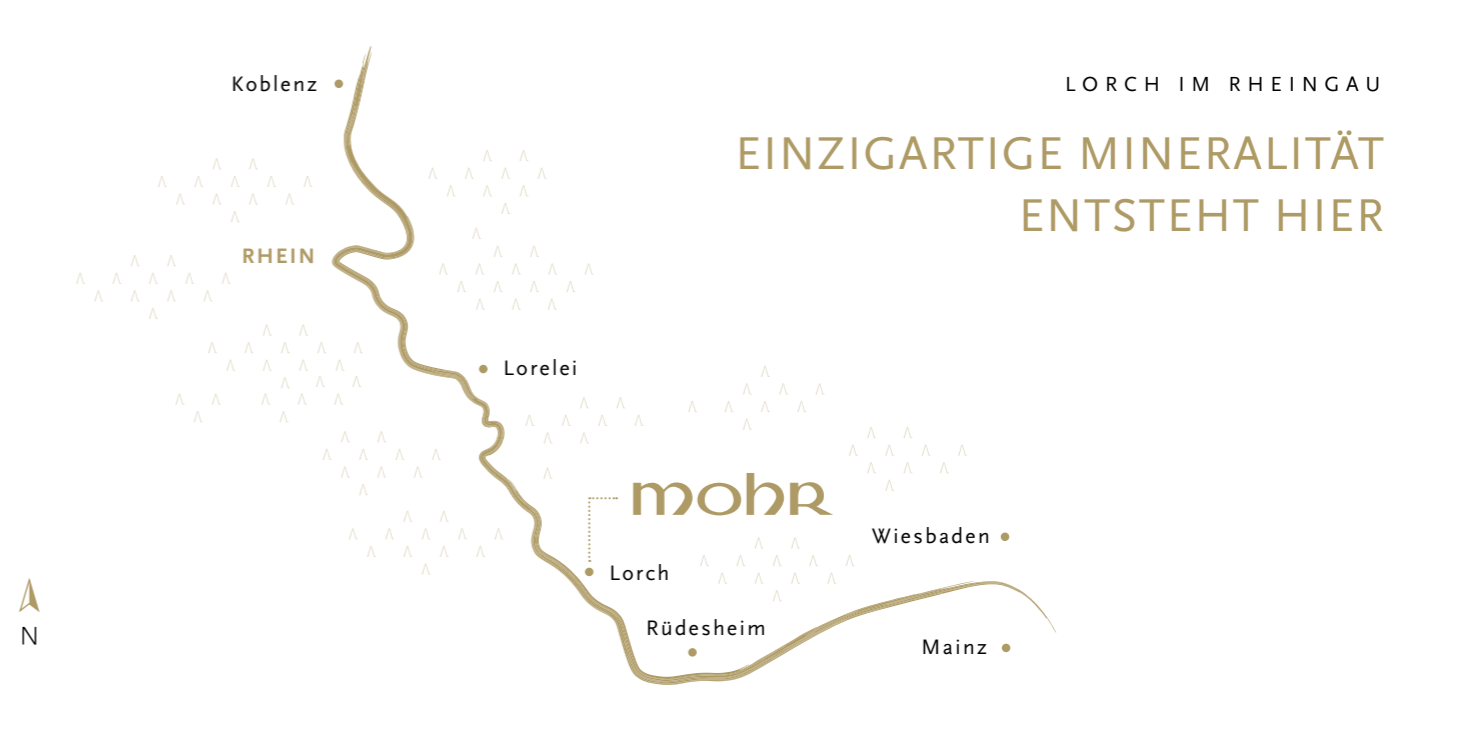 LORCH IM RHEINGAU
EINZIGARTIGE MINERALITÄT
ENTSTEHT HIER
Koblenz
RHEIN
Lorelei
mohR
Wiesbaden
Lorch
Rüdesheim
Mainz
N